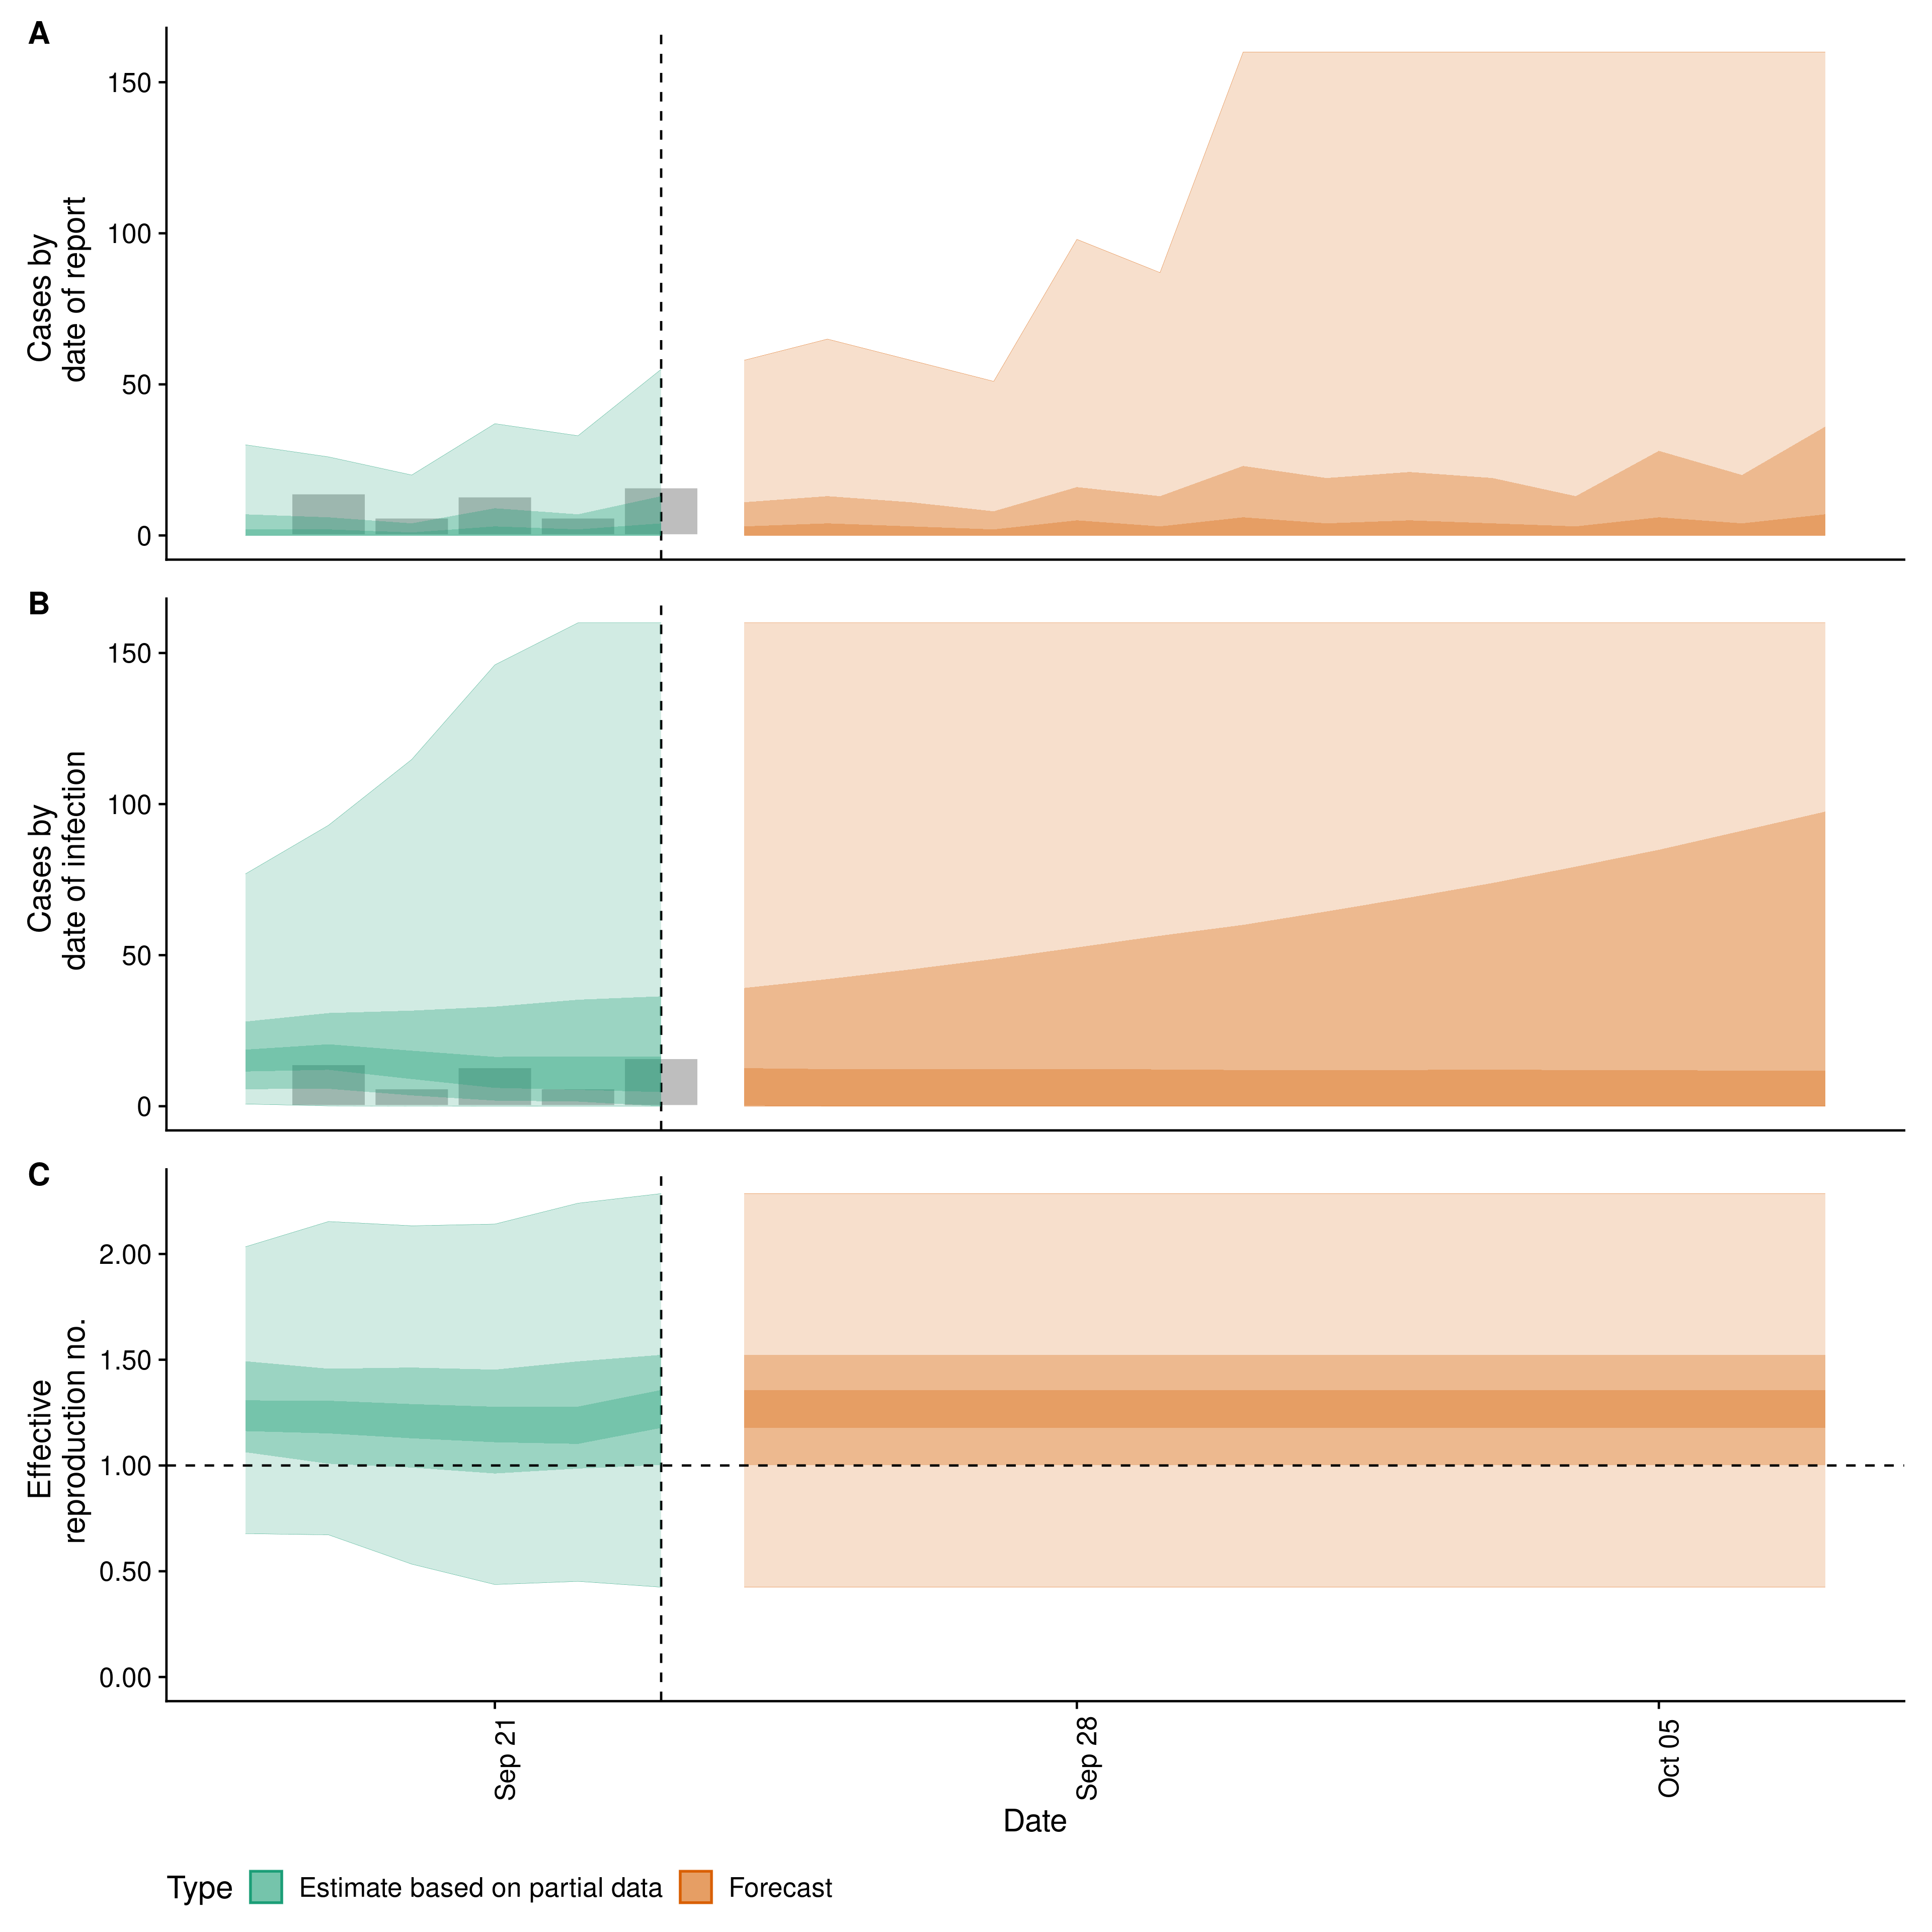 A
Cases by
date of report
150
100
50
0
B
Cases by
date of infection
150
100
50
0
C
Effective
reproduction no.
2.00
1.50
1.00
0.50
0.00
Sep 21
Sep 28
Oct 05
Date
Type
Estimate based on partial data
Forecast